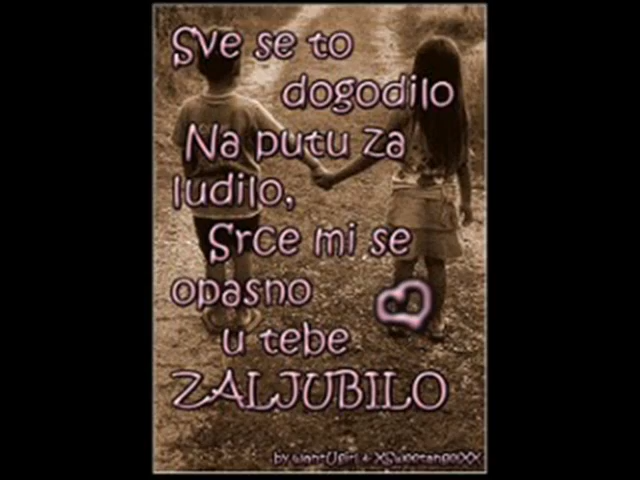 Sve se to
dogodilo
Na putu za
ludilo,
Srce mi se
opasno
u tebe
ZALJUBILO